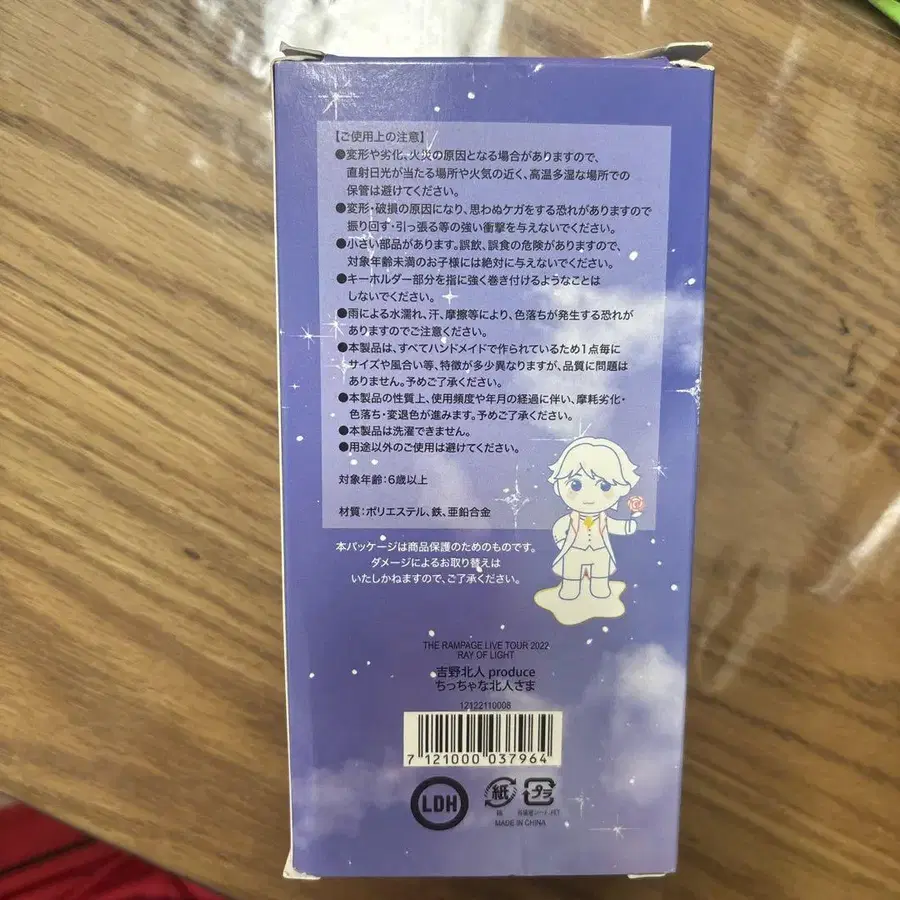 【ご使用上の注意】
●変形や劣化、火災の原因となる場合がありますので、
直射日光が当たる場所や火気の近く、高温多湿な場所での
保管は避けてください。
●変形・破損の原因になり、思わぬケガをする恐れがありますので
振り回す・引っ張る等の強い衝撃を与えないでください。
●小さい部品があります。誤飲、誤食の危険がありますので、
対象年齢未満のお子様には絶対に与えないでください。
●キーホルダー部分を指に強く巻き付けるようなことは
しないでください。
●雨による水濡れ、汗、摩擦等により、色落ちが発生する恐れが
ありますのでご注意ください。
●本製品は、すべてハンドメイドで作られているため1点毎に
サイズや風合い等、特徴が多少異なりますが、品質に問題は
ありません。予めご了承ください。
●本製品の性質上、使用頻度や年月の経過に伴い、摩耗劣化・
色落ち・変退色が進みます。予めご了承ください。
●本製品は洗濯できません。
●用途以外のご使用は避けてください。
対象年齢:6歳以上
材質:ポリエステル、鉄、亜鉛合金
本パッケージは商品保護のためのものです。
ダメージによるお取り替えは
いたしかねますので、ご了承ください。
THE RAMPAGE LIVE TOUR 2022
RAY OF LIGHT
吉野北人 produce
ちっちゃな北人さま
12122110008
7 121000 037964
LDH
紙
プラ
箱
MADE IN CHINA